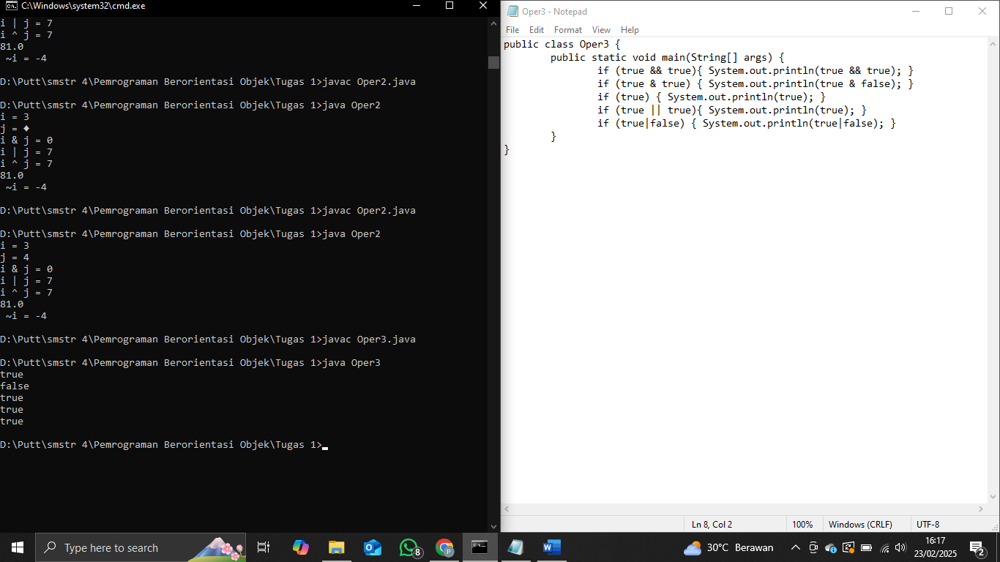 C:\Windows\system32\cmd.exe
i | j = 7
i ^ j = 7
81.0
 ~i = -4
D:\Putt\smstr 4\Pemrograman Berorientasi Objek\Tugas 1>javac Oper2.java
D:\Putt\smstr 4\Pemrograman Berorientasi Objek\Tugas 1>java Oper2
i = 3
j = ♦
i & j = 0
i | j = 7
i ^ j = 7
81.0
 ~i = -4
D:\Putt\smstr 4\Pemrograman Berorientasi Objek\Tugas 1>javac Oper2.java
D:\Putt\smstr 4\Pemrograman Berorientasi Objek\Tugas 1>java Oper2
i = 3
j = 4
i & j = 0
i | j = 7
i ^ j = 7
81.0
 ~i = -4
D:\Putt\smstr 4\Pemrograman Berorientasi Objek\Tugas 1>javac Oper3.java
D:\Putt\smstr 4\Pemrograman Berorientasi Objek\Tugas 1>java Oper3
true
false
true
true
true
D:\Putt\smstr 4\Pemrograman Berorientasi Objek\Tugas 1>
Oper3 - Notepad
File Edit Format View Help
public class Oper3 {
        public static void main(String[] args) {
                if (true && true){ System.out.println(true && true); }
                if (true & true) { System.out.println(true & false); }
                if (true) { System.out.println(true); }
                if (true || true){ System.out.println(true); }
                if (true|false) { System.out.println(true|false); }
        }
}
Ln 8, Col 2 100% Windows (CRLF) UTF-8
Type here to search 8 30°C Berawan 16:17
23/02/2025 2